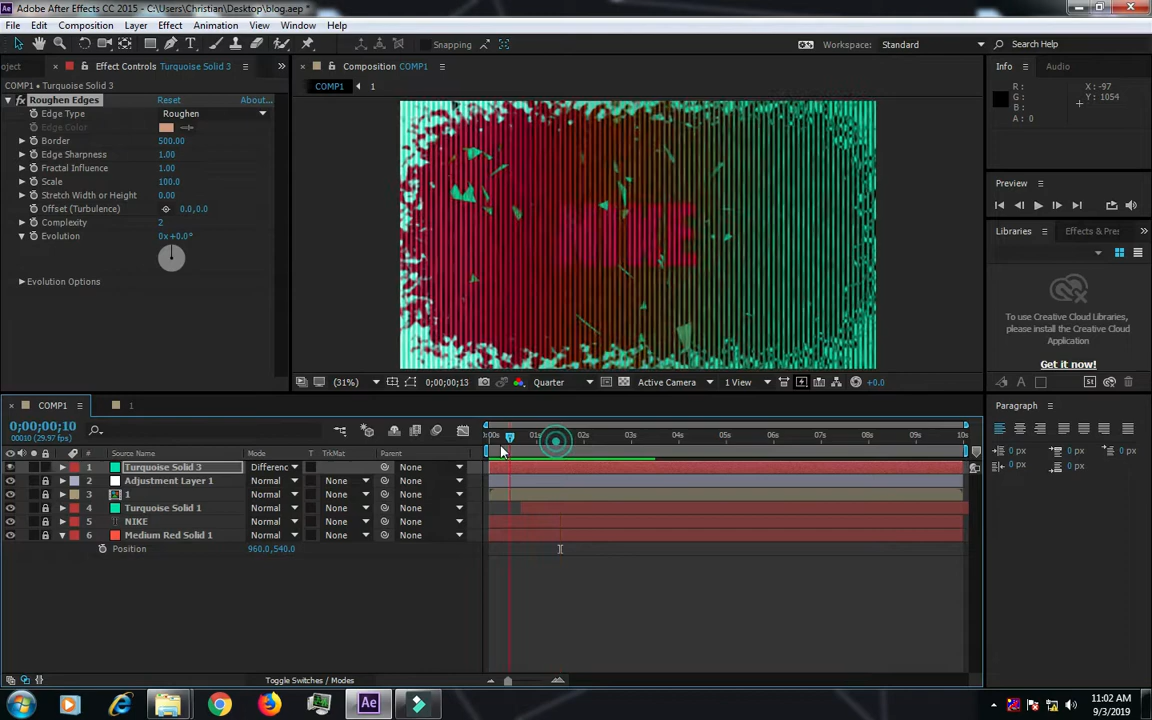 Adobe After Effects CC 2015 - C:\Users\Christian\Desktop\blog.aep *
File Edit Composition Layer Effect Animation View Window Help
Snapping
Workspace: Standard
Search Help
oject Effect Controls Turquoise Solid 3
COMP1 • Turquoise Solid 3
fx Roughen Edges Reset About...
Edge Type Roughen
Edge Color
Border 500.00
Edge Sharpness 1.00
Fractal Influence 1.00
Scale 100.0
Stretch Width or Height 0.00
Offset (Turbulence) 0.0,0.0
Complexity 2
Evolution 0x+0.0°
Evolution Options
Composition COMP1
COMP1 1
NIKE
(31%) 0;00;00;13 Quarter Active Camera 1 View +0.0
Info Audio
R : X : -97
G : Y : 1054
B :
A : 0
Preview
Libraries Effects & Pre
To use Creative Cloud Libraries,
please install the Creative Cloud
Application
Get it now!
Paragraph
0 px 0 px 0 px
0 px 0 px
COMP1 1
0;00;00;10
00010 (29.97 fps)
# Source Name Mode T TrkMat Parent
1 Turquoise Solid 3 Differenc None
2 Adjustment Layer 1 Normal None None
3 1 Normal None None
4 Turquoise Solid 1 Normal None None
5 T NIKE Normal None None
6 Medium Red Solid 1 Normal None None
Position 960.0,540.0
:00s 01s 02s 03s 04s 05s 06s 07s 08s 09s 10s
Toggle Switches / Modes
Ae
11:02 AM
9/3/2019